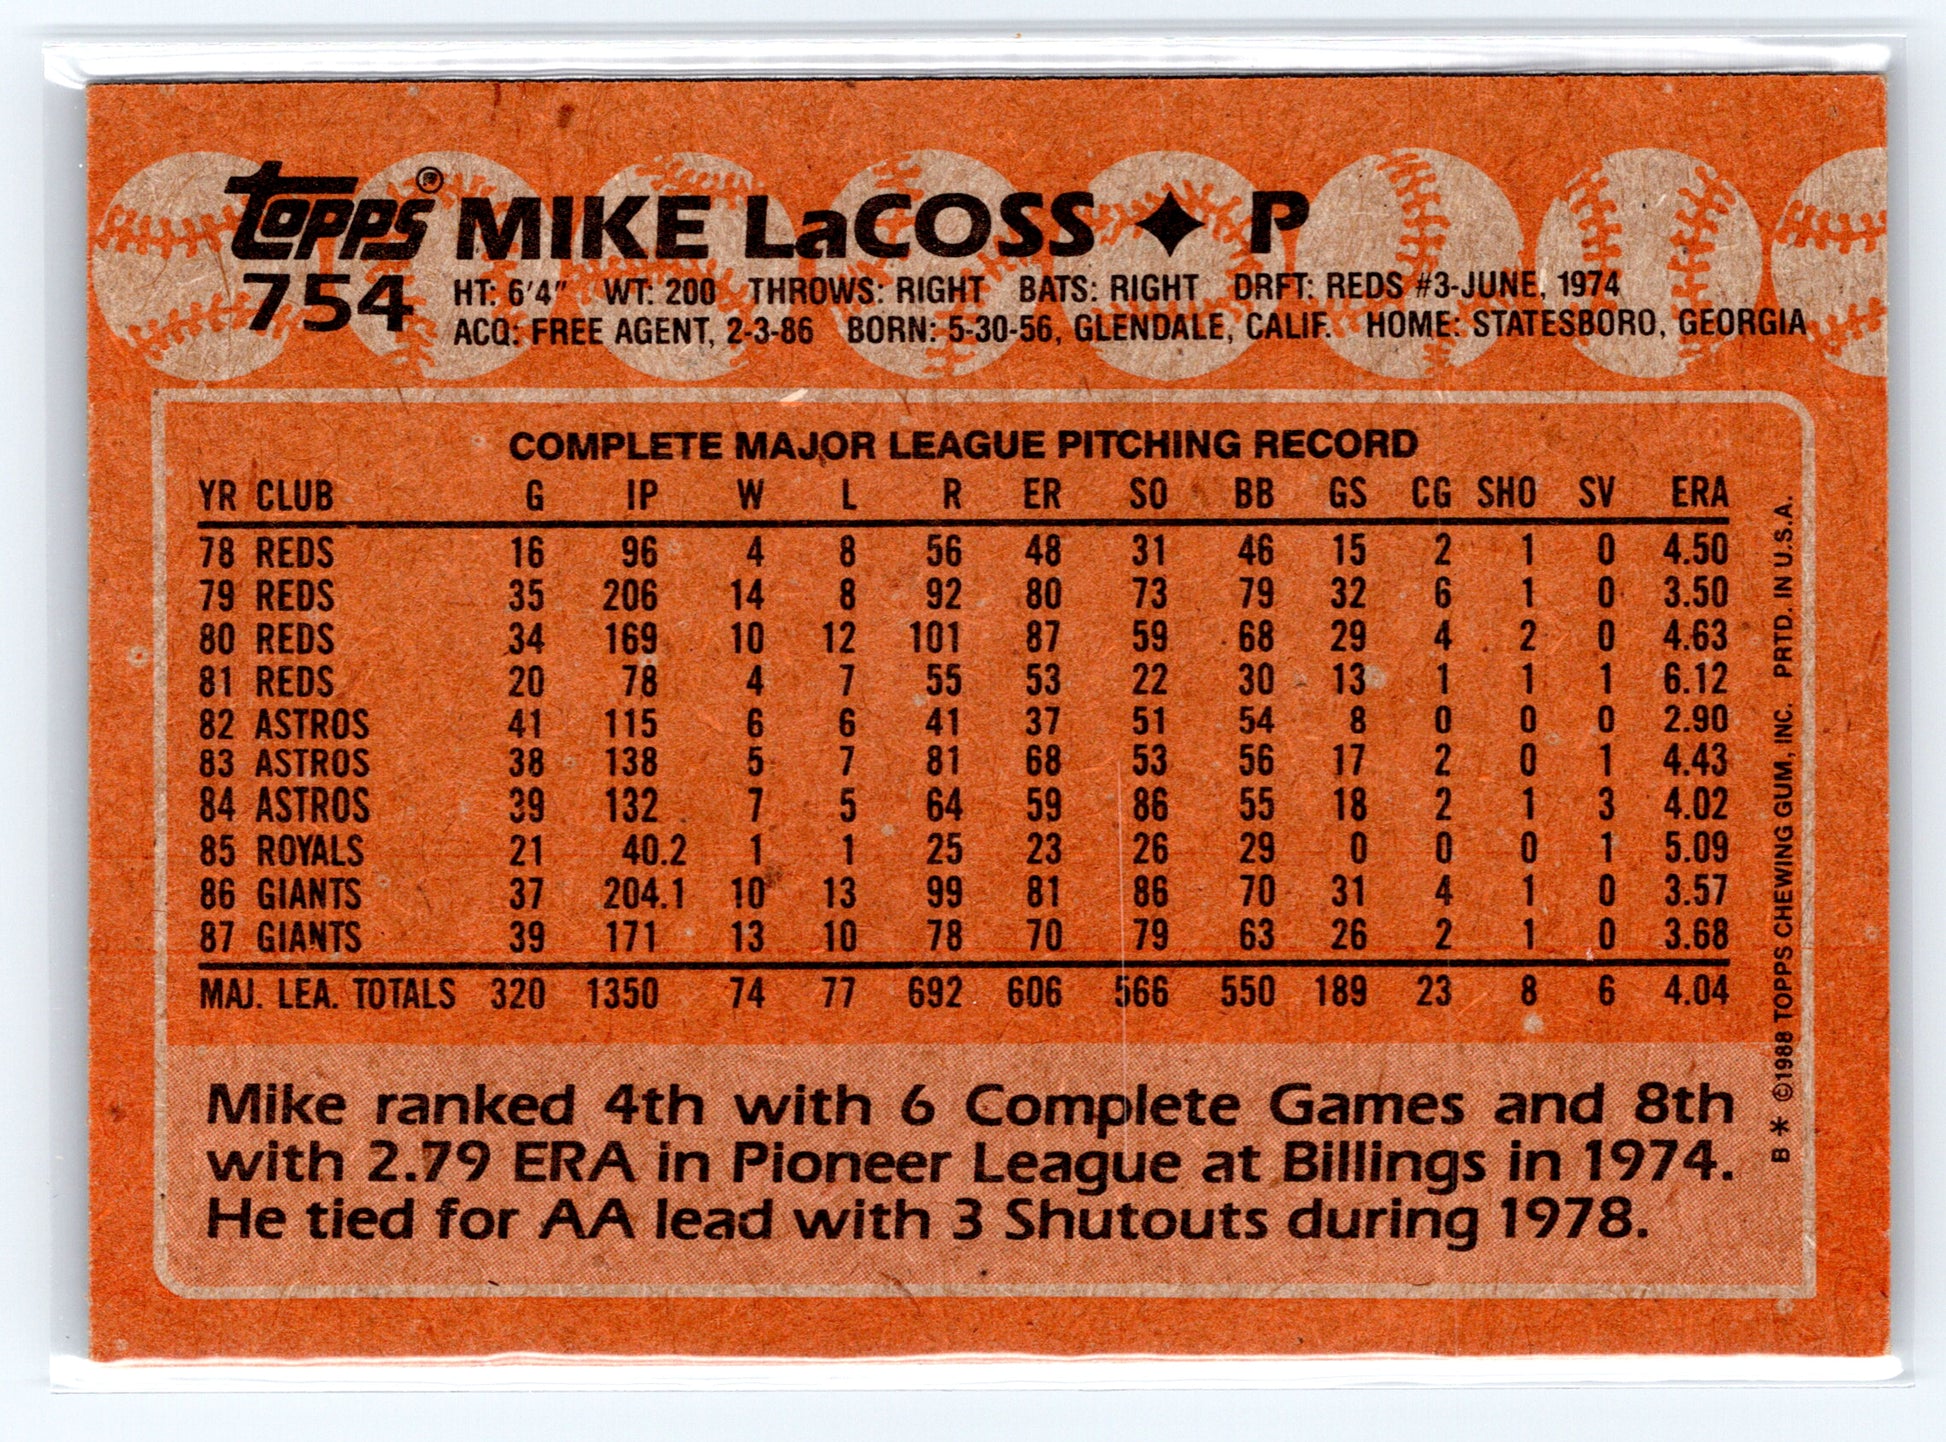 Topps® MIKE LaCOSS ✦ P
754 HT: 6'4" WT: 200 THROWS: RIGHT BATS: RIGHT DRFT: REDS #3-JUNE, 1974
ACQ: FREE AGENT, 2-3-86 BORN: 5-30-56, GLENDALE, CALIF. HOME: STATESBORO, GEORGIA
COMPLETE MAJOR LEAGUE PITCHING RECORD
YR CLUB G IP W L R ER SO BB GS CG SHO SV ERA
78 REDS 16 96 4 8 56 48 31 46 15 2 1 0 4.50
79 REDS 35 206 14 8 92 80 73 79 32 6 1 0 3.50
80 REDS 34 169 10 12 101 87 59 68 29 4 2 0 4.63
81 REDS 20 78 4 7 55 53 22 30 13 1 1 1 6.12
82 ASTROS 41 115 6 6 41 37 51 54 8 0 0 0 2.90
83 ASTROS 38 138 5 7 81 68 53 56 17 2 0 1 4.43
84 ASTROS 39 132 7 5 64 59 86 55 18 2 1 3 4.02
85 ROYALS 21 40.2 1 1 25 23 26 29 0 0 0 1 5.09
86 GIANTS 37 204.1 10 13 99 81 86 70 31 4 1 0 3.57
87 GIANTS 39 171 13 10 78 70 79 63 26 2 1 0 3.68
MAJ. LEA. TOTALS 320 1350 74 77 692 606 566 550 189 23 8 6 4.04
Mike ranked 4th with 6 Complete Games and 8th
with 2.79 ERA in Pioneer League at Billings in 1974.
He tied for AA lead with 3 Shutouts during 1978.
B* ©1988 TOPPS CHEWING GUM, INC. PRTD. IN U.S.A.